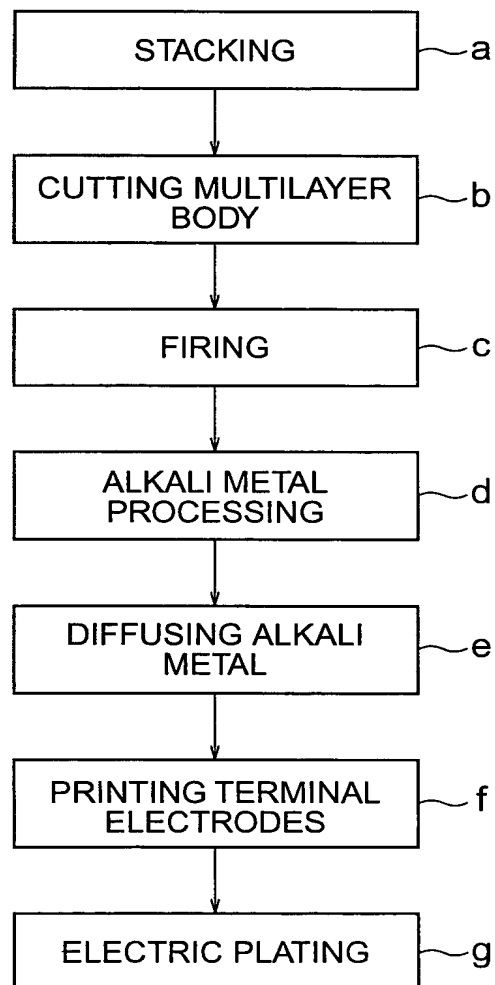 STACKING a
CUTTING MULTILAYER
BODY b
FIRING c
ALKALI METAL
PROCESSING d
DIFFUSING ALKALI
METAL e
PRINTING TERMINAL
ELECTRODES f
ELECTRIC PLATING g